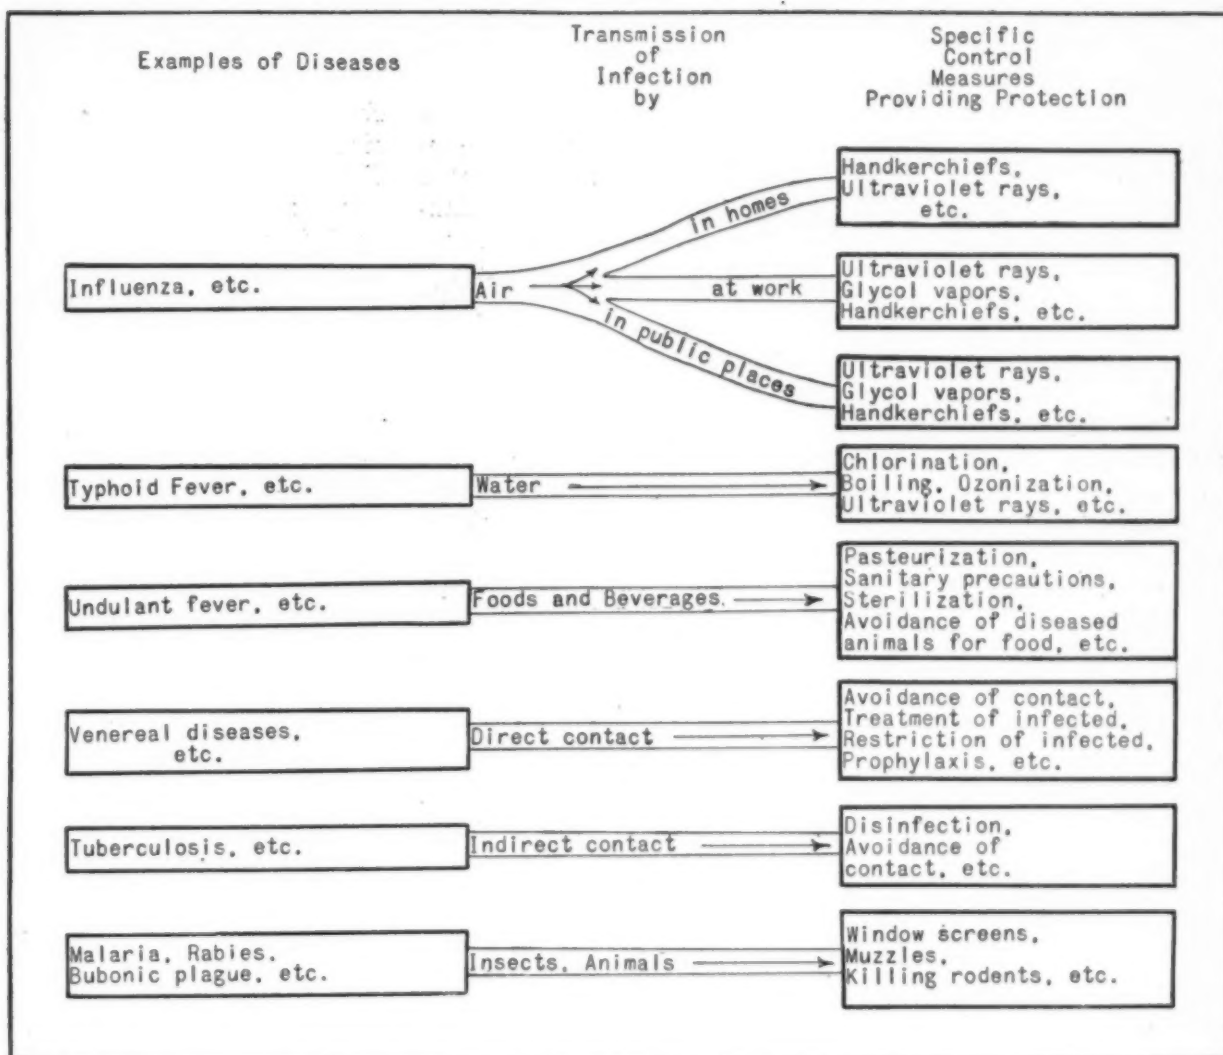 Examples of Diseases
Transmission
of
Infection
by
Specific
Control
Measures
Providing Protection
Influenza, etc.
Air
in homes
Handkerchiefs,
Ultraviolet rays,
etc.
at work
Ultraviolet rays,
Glycol vapors,
Handkerchiefs, etc.
in public places
Ultraviolet rays,
Glycol vapors,
Handkerchiefs, etc.
Typhoid Fever, etc.
Water
Chlorination,
Boiling, Ozonization,
Ultraviolet rays, etc.
Undulant fever, etc.
Foods and Beverages
Pasteurization,
Sanitary precautions,
Sterilization,
Avoidance of diseased
animals for food, etc.
Venereal diseases,
etc.
Direct contact
Avoidance of contact,
Treatment of infected,
Restriction of infected,
Prophylaxis, etc.
Tuberculosis, etc.
Indirect contact
Disinfection,
Avoidance of
contact, etc.
Malaria, Rabies,
Bubonic plague, etc.
Insects, Animals
Window screens,
Muzzles,
Killing rodents, etc.